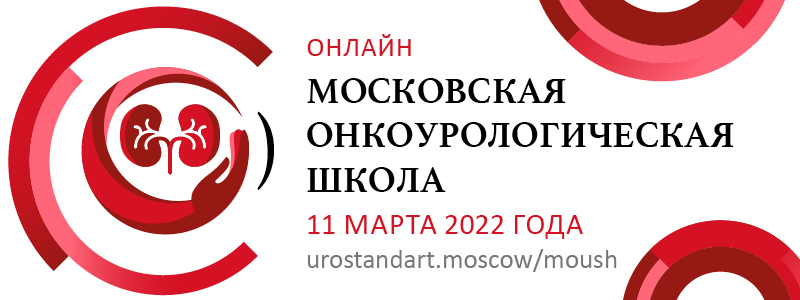 ОНЛАЙН
МОСКОВСКАЯ
ОНКОУРОЛОГИЧЕСКАЯ
ШКОЛА
11 МАРТА 2022 ГОДА
urostandart.moscow/moush